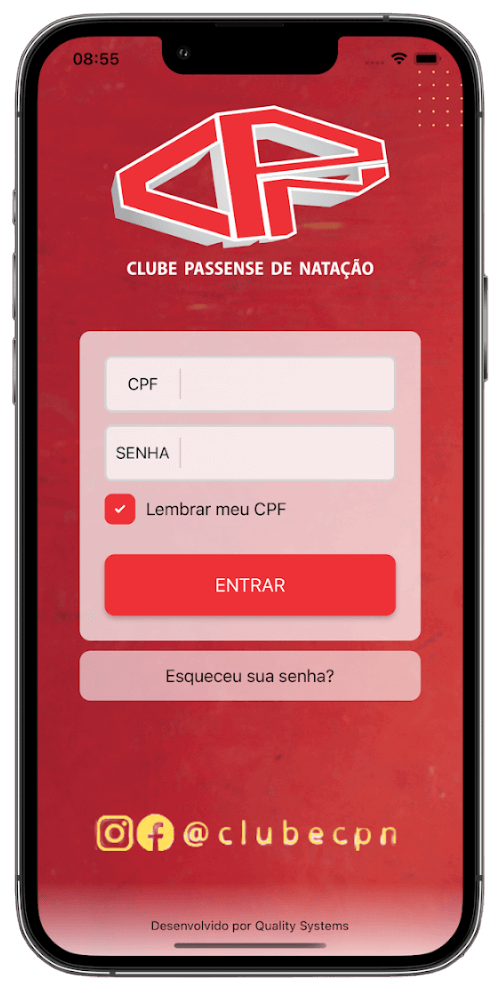 08:55
CPN
CLUBE PASSENSE DE NATAÇÃO
CPF
SENHA
Lembrar meu CPF
ENTRAR
Esqueceu sua senha?
@clubecpn
Desenvolvido por Quality Systems